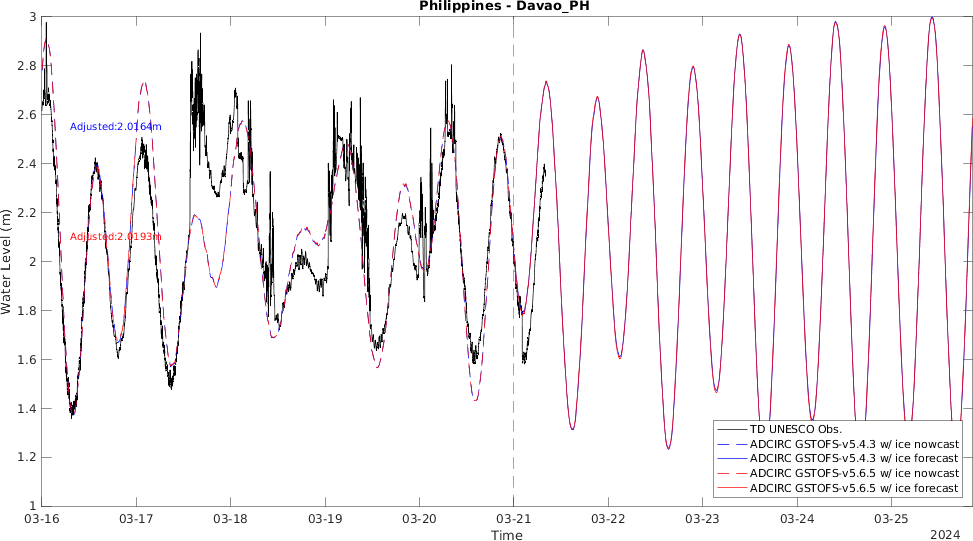 Philippines - Davao_PH
3
2.8
2.6
2.4
2.2
2
1.8
1.6
1.4
1.2
1
Water Level (m)
Adjusted:2.0164m
Adjusted:2.0193m
TD UNESCO Obs.
ADCIRC GSTOFS-v5.4.3 w/ ice nowcast
ADCIRC GSTOFS-v5.4.3 w/ ice forecast
ADCIRC GSTOFS-v5.6.5 w/ ice nowcast
ADCIRC GSTOFS-v5.6.5 w/ ice forecast
03-16 03-17 03-18 03-19 03-20 03-21 03-22 03-23 03-24 03-25
Time
2024